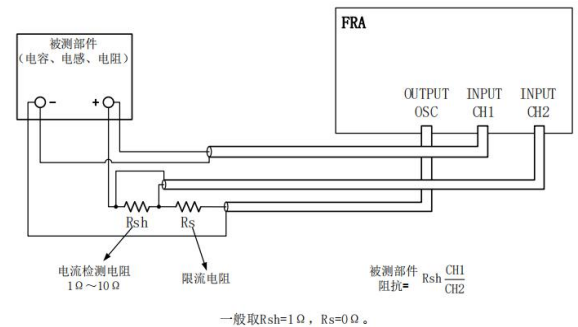 FRA
被测部件
（电容、电感、电阻）
- +
OUTPUT INPUT INPUT
OSC CH1 CH2
Rsh Rs
电流检测电阻
1Ω～10Ω
限流电阻
被测部件
阻抗= Rsh CH1/CH2
一般取Rsh=1Ω，Rs=0Ω。